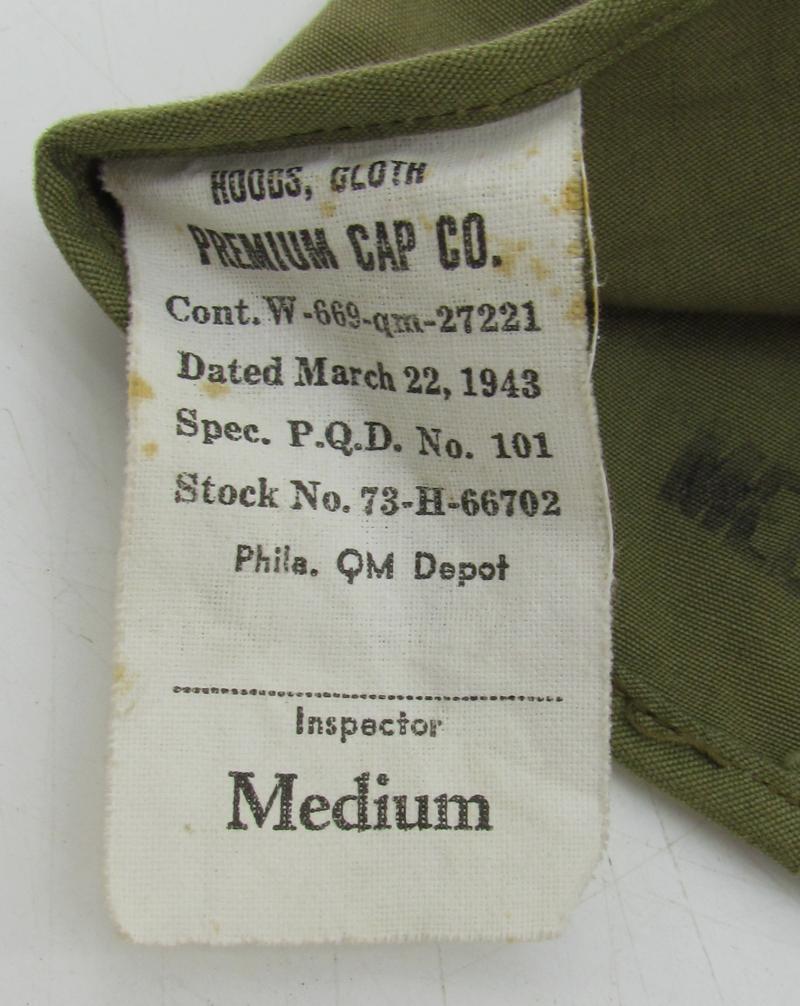 HOODS, CLOTH
PREMIUM CAP CO.
Cont. W-669-qm-27221
Dated March 22, 1943
Spec. P.Q.D. No. 101
Stock No. 73-H-66702
Phila. QM Depot
Inspector
Medium